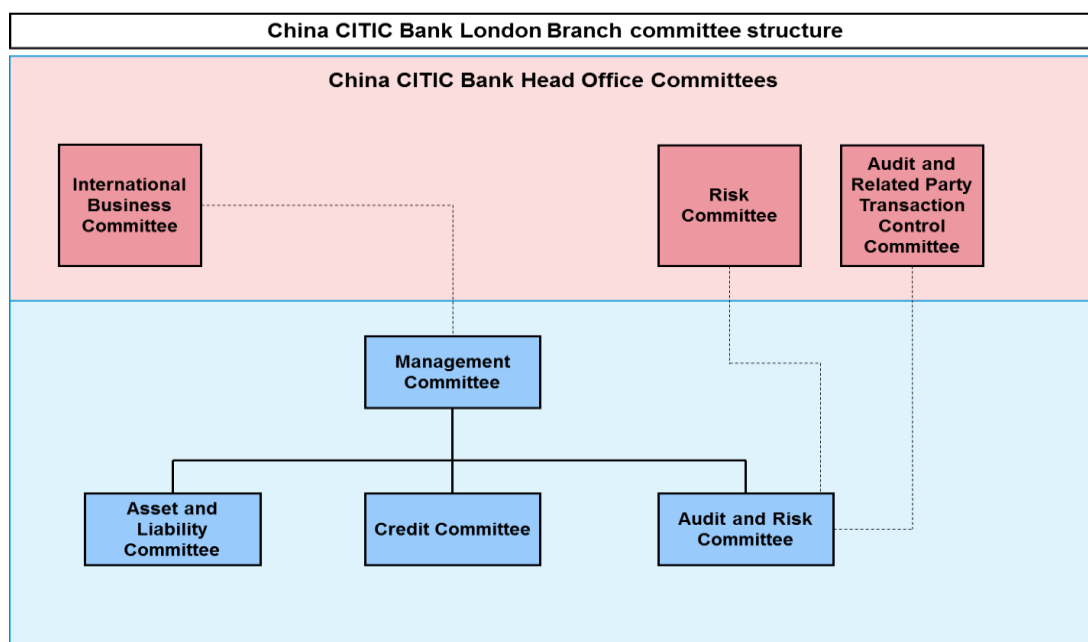 China CITIC Bank London Branch committee structure
China CITIC Bank Head Office Committees
International
Business
Committee
Risk
Committee
Audit and
Related Party
Transaction
Control
Committee
Management
Committee
Asset and
Liability
Committee
Credit Committee
Audit and Risk
Committee